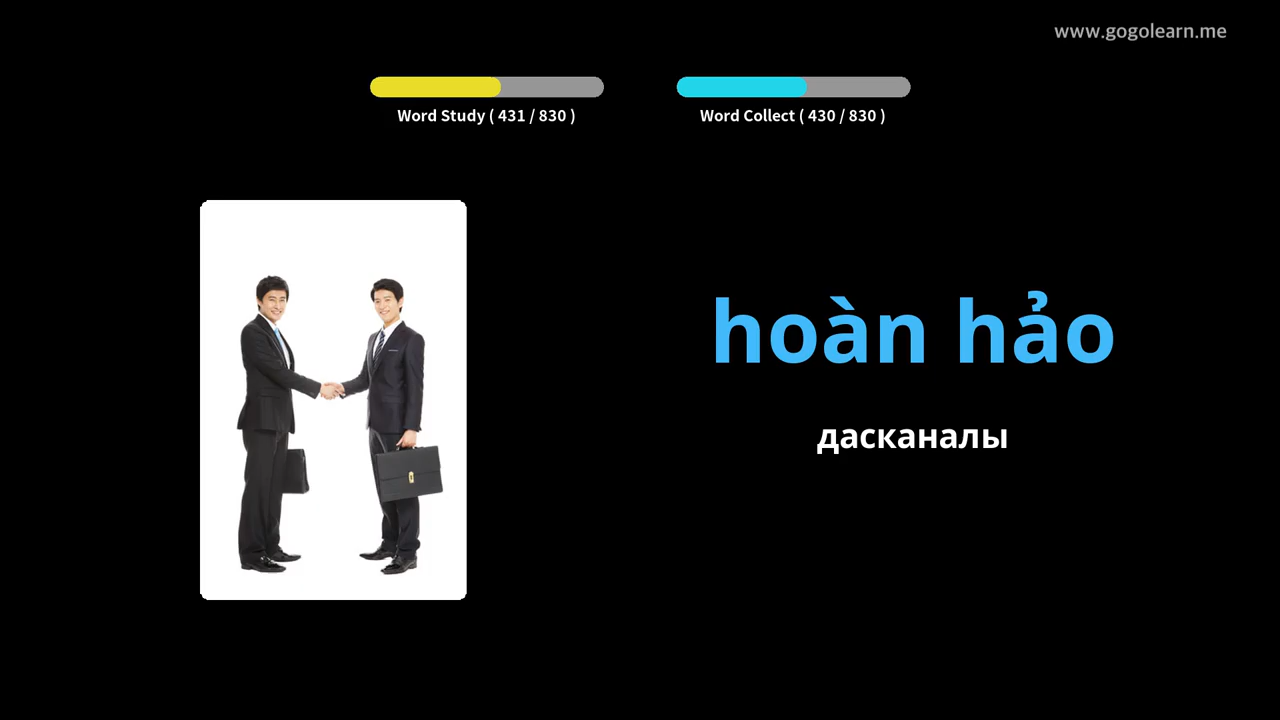 www.gogolearn.me
Word Study ( 431 / 830 )
Word Collect ( 430 / 830 )
hoàn hảo
дасканалы